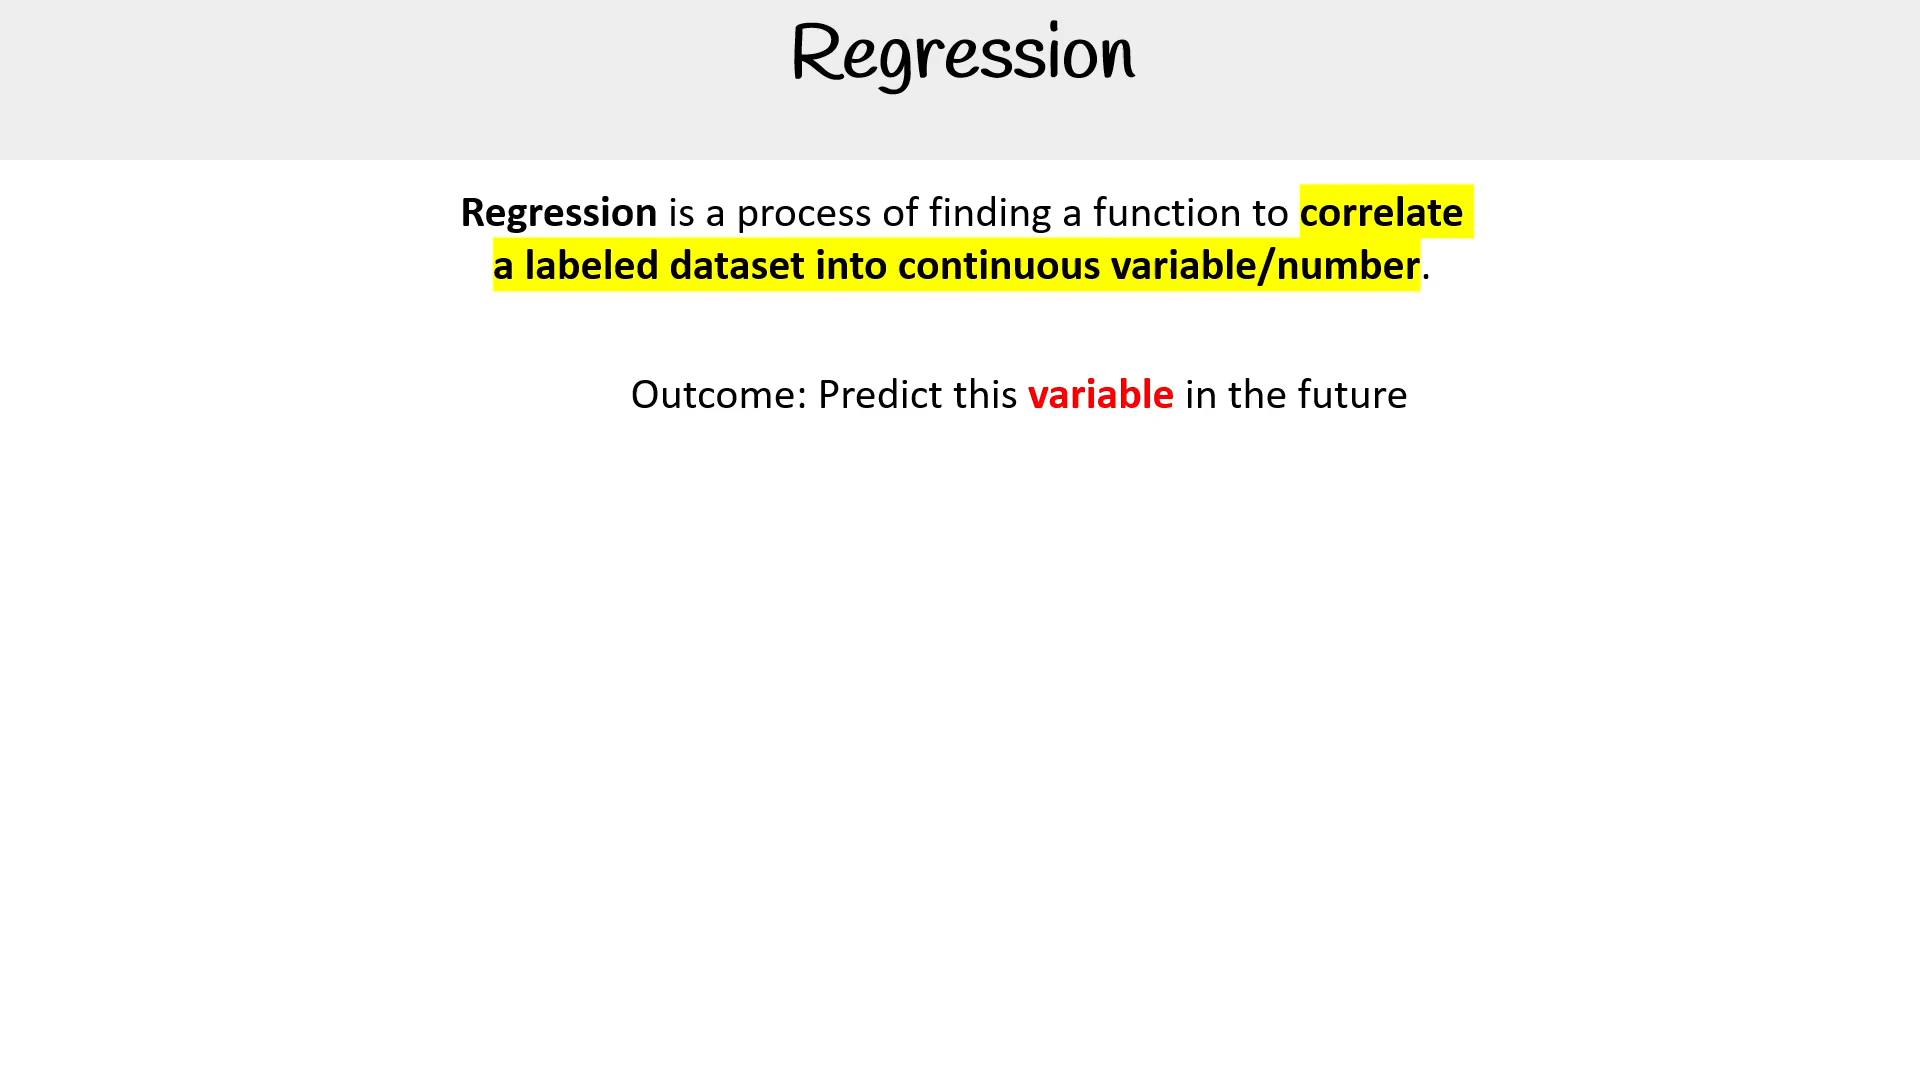 Regression
Regression is a process of finding a function to correlate
a labeled dataset into continuous variable/number.
Outcome: Predict this variable in the future